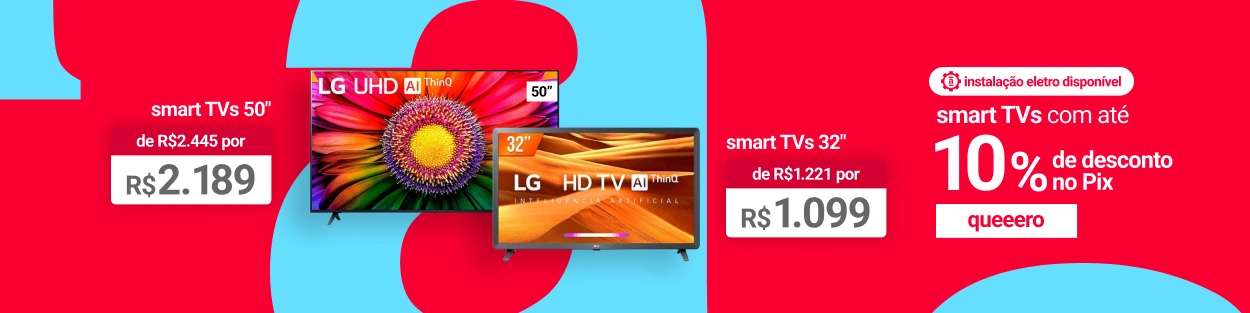 smart TVs 50"
de R$2.445 por
R$2.189
LG UHD AI ThinQ
50"
32"
LG HD TV AI ThinQ
INTELIGÊNCIA ARTIFICIAL
smart TVs 32"
de R$1.221 por
R$1.099
instalação eletro disponível
smart TVs com até
10% de desconto
no Pix
queeero